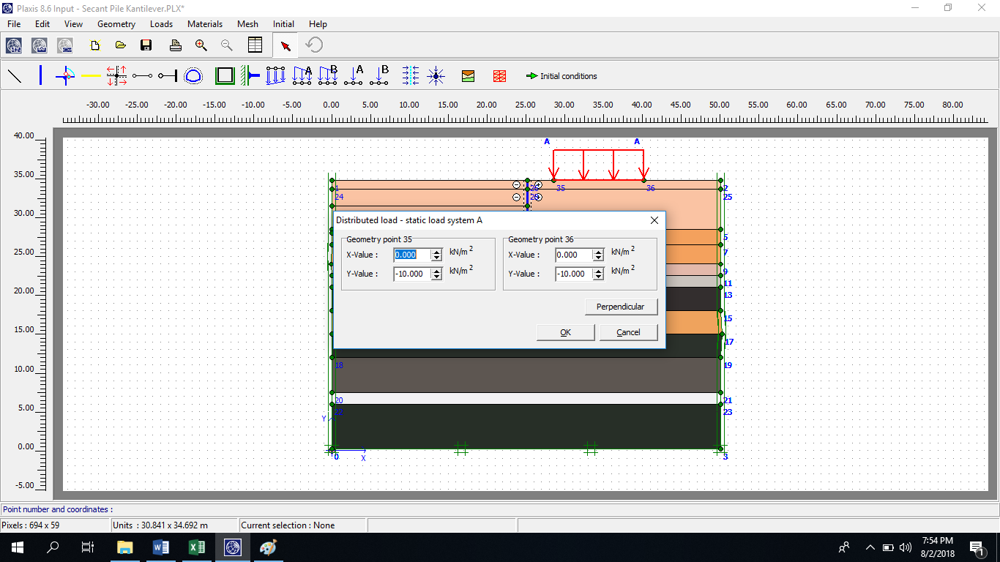 Plaxis 8.6 Input - Secant Pile Kantilever.PLX*
File Edit View Geometry Loads Materials Mesh Initial Help
A B A B Initial conditions
-30.00 -25.00 -20.00 -15.00 -10.00 -5.00 0.00 5.00 10.00 15.00 20.00 25.00 30.00 35.00 40.00 45.00 50.00 55.00 60.00 65.00 70.00 75.00 80.00
40.00
A A
35.00
1 35 36 2
24 25
30.00
Distributed load - static load system A
Geometry point 35 Geometry point 36
5
X-Value : 0.000 kN/m 2 X-Value : 0.000 kN/m 2
25.00
7
Y-Value : -10.000 kN/m 2 Y-Value : -10.000 kN/m 2
9
11
20.00
13
Perpendicular
15
15.00
OK Cancel
17
18 19
10.00
20 21
5.00
22 23
Y
0.00
0 X 3
-5.00
Point number and coordinates :
Pixels : 694 x 59 Units : 30.841 x 34.692 m Current selection : None
7:54 PM
8/2/2018
1